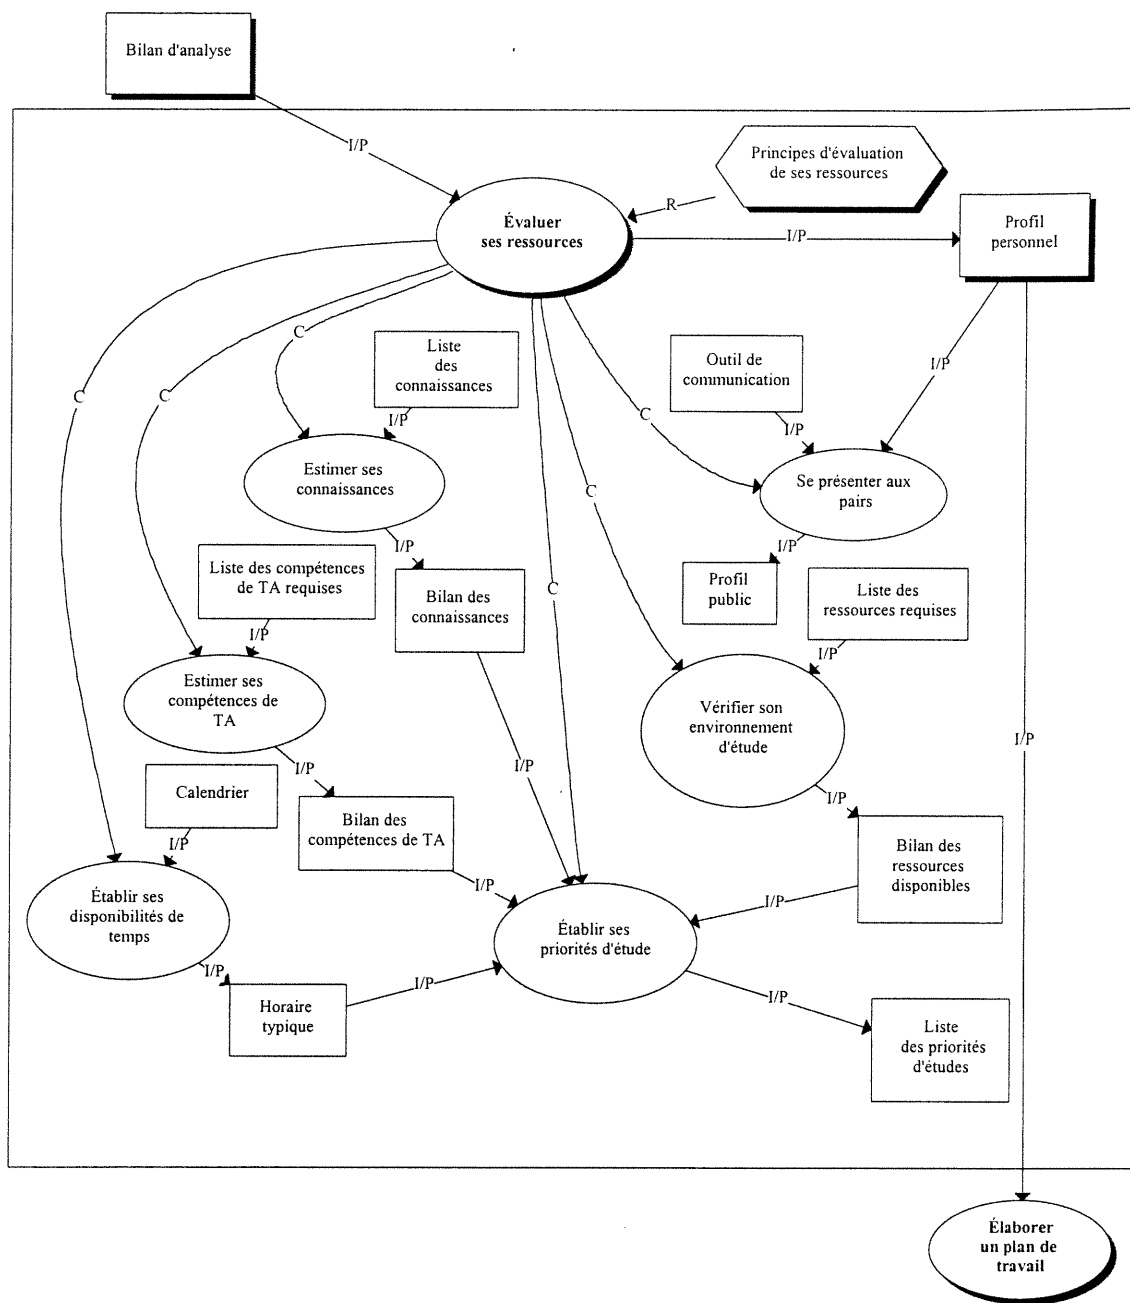 Bilan d'analyse
I/P
Principes d'évaluation
de ses ressources
R
Évaluer
ses ressources
I/P
Profil
personnel
C
C
C
Liste
des
connaissances
I/P
Outil de
communication
I/P
I/P
C
C
C
Estimer ses
connaissances
Se présenter aux
pairs
I/P
I/P
Liste des compétences
de TA requises
Bilan des
connaissances
Profil
public
Liste des
ressources requises
I/P
I/P
Estimer ses
compétences de
TA
Vérifier son
environnement
d'étude
I/P
I/P
I/P
I/P
Calendrier
Bilan des
compétences de TA
I/P
Bilan des
ressources
disponibles
I/P
I/P
Établir ses
disponibilités de
temps
Établir ses
priorités d'étude
I/P
I/P
I/P
Horaire
typique
Liste
des priorités
d'études
Élaborer
un plan de
travail